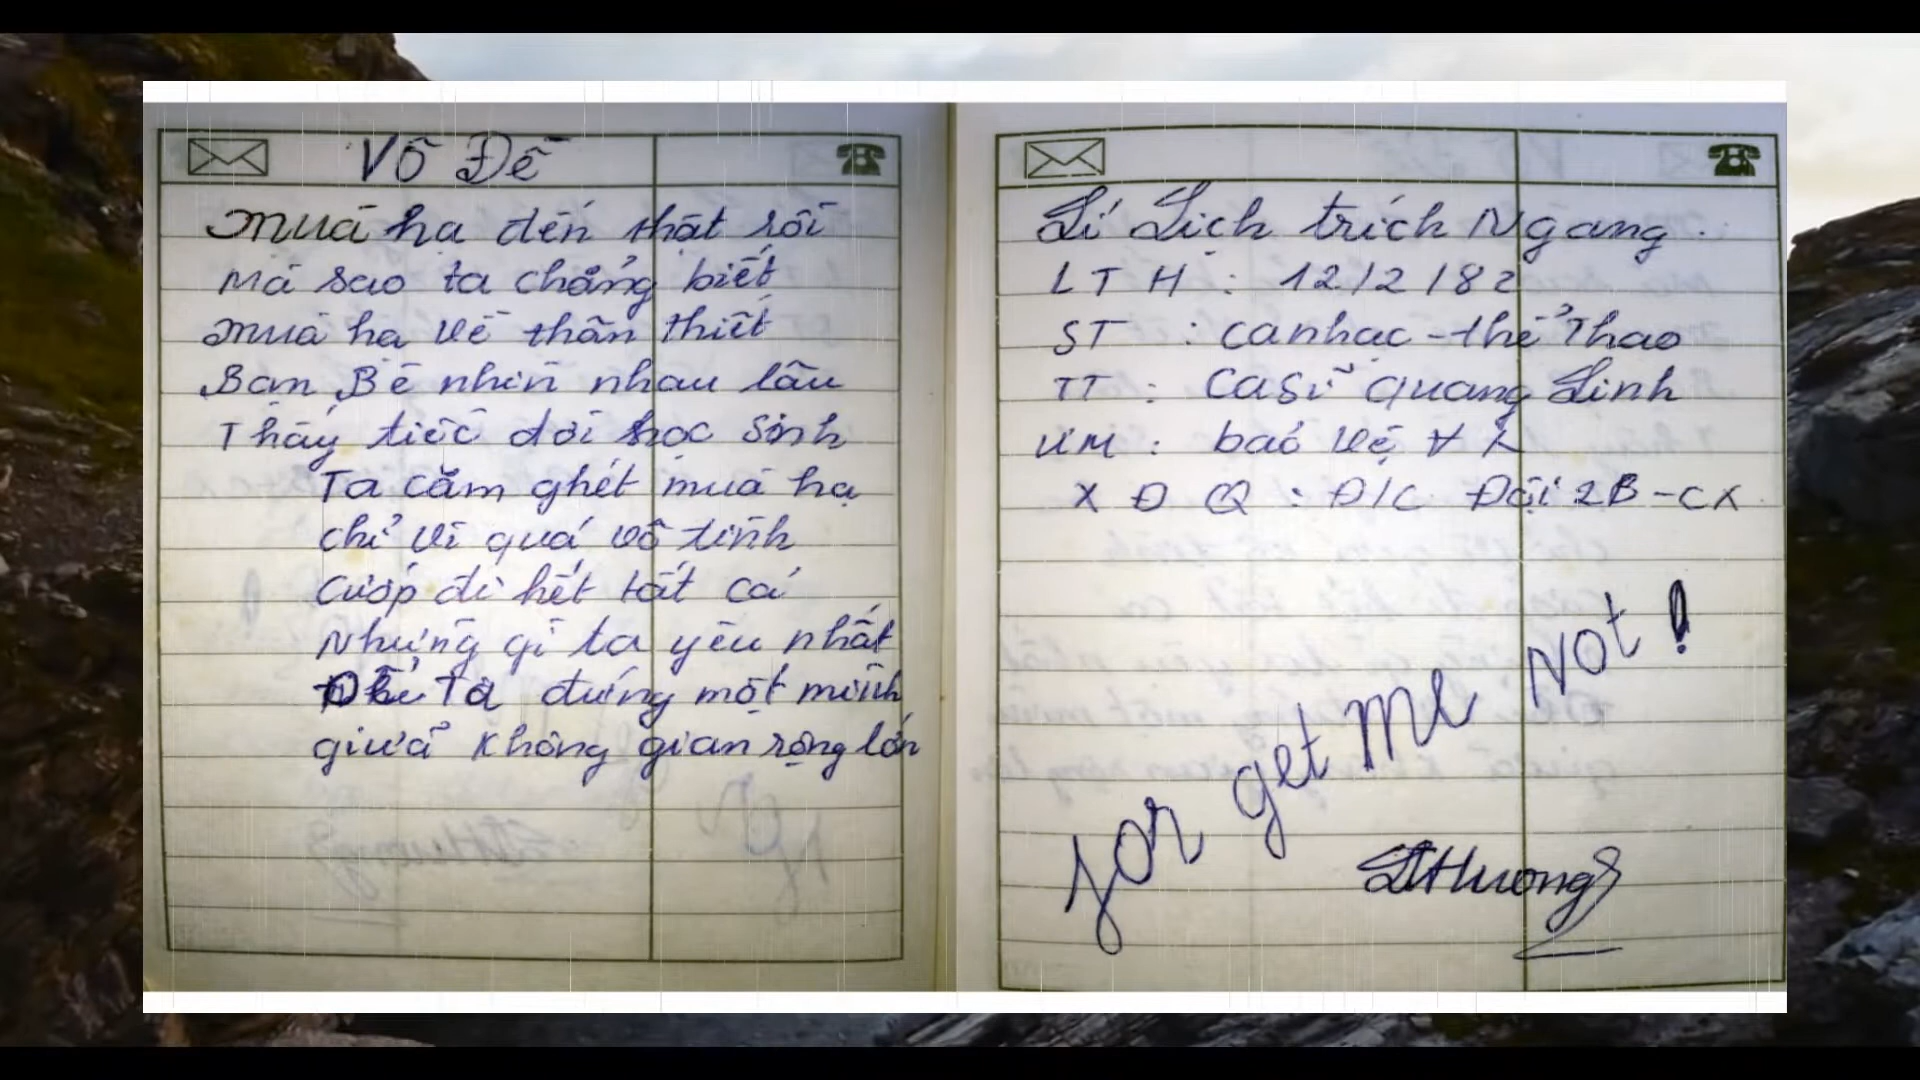 Vô Đề
Mùa hạ đến thật rồi
Mà sao ta chẳng biết
Mùa hạ về thân thiết
Bạn Bè nhìn nhau lâu
Thấy tiếc đời học sinh
Ta căm ghét mùa hạ
chỉ vì quá vô tình
Cướp đi hết tất cả
Những gì ta yêu nhất
Để Ta đứng một mình
giữa không gian rộng lớn
Lí Lịch trích Ngang.
LTH : 12/2/82
ST : ca nhạc - thể Thao
TT : Ca Sĩ Quang Linh
ƯM : bảo vệ
X Đ Q : Đ/C Đội 2B - CX
for get Me Not!
LTHương